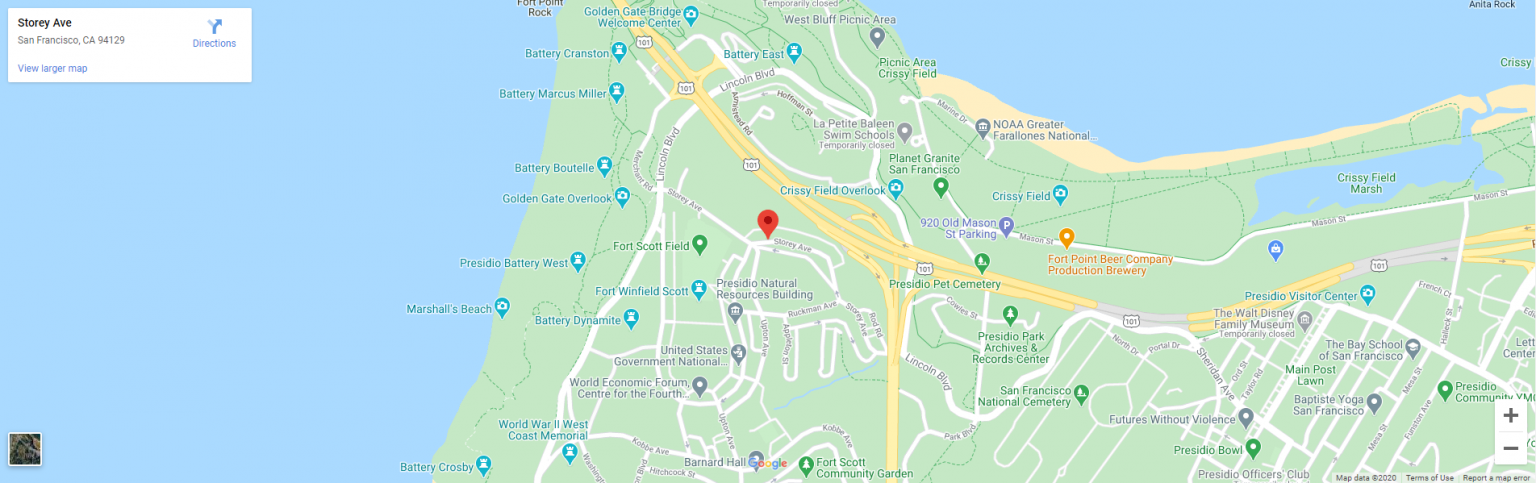 Storey Ave
San Francisco, CA 94129
Directions
View larger map
Fort Point
Rock
Golden Gate Bridge
Welcome Center
Temporarily closed
West Bluff Picnic Area
Anita Rock
101
Battery Cranston
Battery East
Picnic Area
Crissy Field
Crissy
Lincoln Blvd
101
Battery Marcus Miller
Hoffman St
Armistead Rd
Marine Dr
La Petite Baleen
Swim Schools
Temporarily closed
NOAA Greater
Farallones National...
Lincoln Blvd
Merchant Rd
101
Planet Granite
San Francisco
Battery Boutelle
Golden Gate Overlook
Storey Ave
Crissy Field Overlook
Crissy Field
Crissy Field
Marsh
Mason St
920 Old Mason
St Parking
P
Mason St
Fort Scott Field
Storey Ave
Fort Point Beer Company
Production Brewery
Presidio Battery West
101
101
Presidio Natural
Resources Building
Presidio Pet Cemetery
Fort Winfield Scott
Presidio Visitor Center
French Ct
Marshall's Beach
Battery Dynamite
Ruckman Ave
Storey Ave
Rod Rd
Cowles St
101
The Walt Disney
Family Museum
Temporarily closed
Halleck St
Upton Ave
Appleton St
Presidio Park
Archives &
Records Center
North Dr
Portal Dr
The Bay School
of San Francisco
Lett
Center
United States
Government National...
Lincoln Blvd
Sheridan Ave
Old St
Taylor Rd
Main Post
Lawn
Mesa St
World Economic Forum,
Centre for the Fourth...
San Francisco
National Cemetery
Presidio
Community YMC
Baptiste Yoga
San Francisco
Funston Ave
Futures Without Violence
World War II West
Coast Memorial
Upton Ave
Kobbe Ave
Park Blvd
Kobbe Ave
Mesa St
Presidio Bowl
Battery Crosby
Washington
Hitchcock St
Barnard Hall
Google
Fort Scott
Community Garden
Presidio Officers' Club
+
−
Map data ©2020
Terms of Use
Report a map error